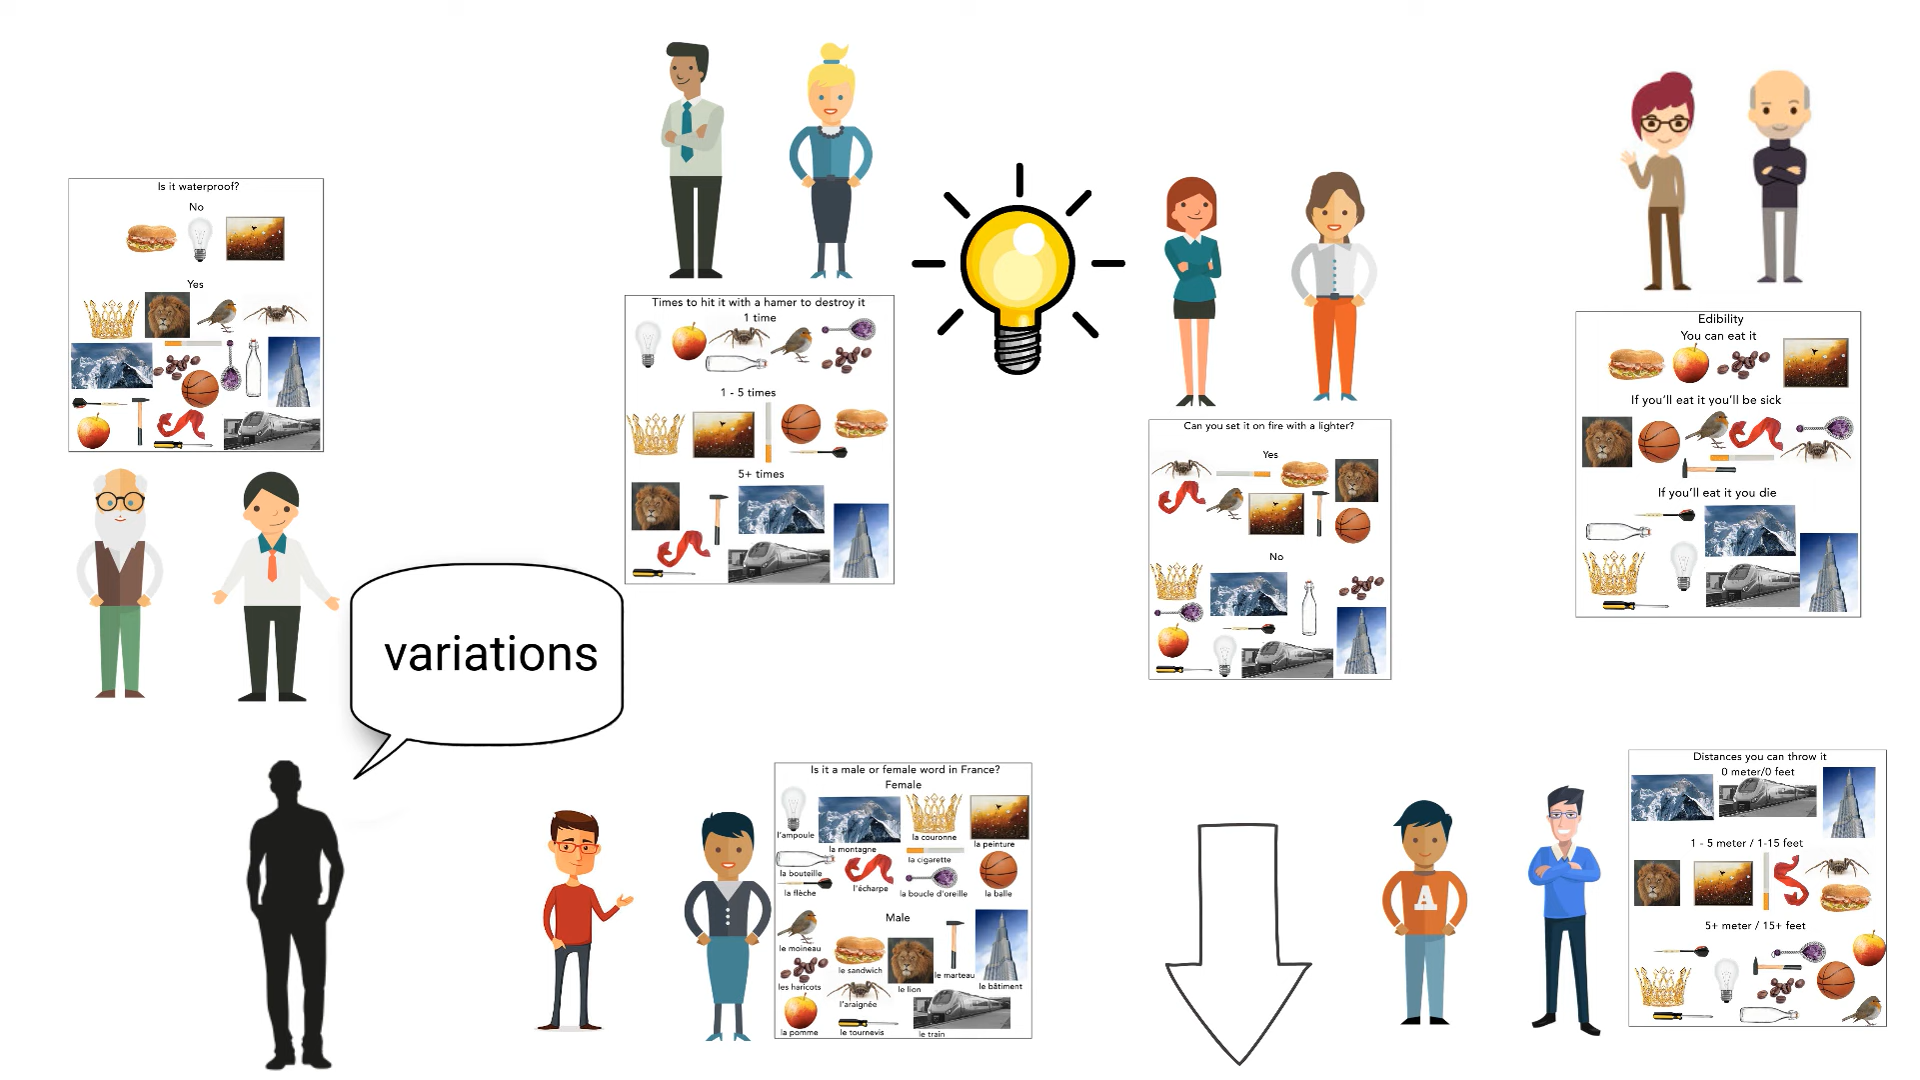 Is it waterproof?
No
Yes
Times to hit it with a hamer to destroy it
1 time
1 - 5 times
5+ times
Can you set it on fire with a lighter?
Yes
No
Edibility
You can eat it
If you'll eat it you'll be sick
If you'll eat it you die
variations
Is it a male or female word in France?
Female
l'ampoule
la montagne
la couronne
la peinture
la bouteille
la cigarette
la flèche
l'écharpe
la boucle d'oreille
la balle
Male
le moineau
le sandwich
le lion
le marteau
le bâtiment
les haricots
l'araignée
la pomme
le tournevis
le train
A
Distances you can throw it
0 meter/0 feet
1 - 5 meter / 1-15 feet
5+ meter / 15+ feet